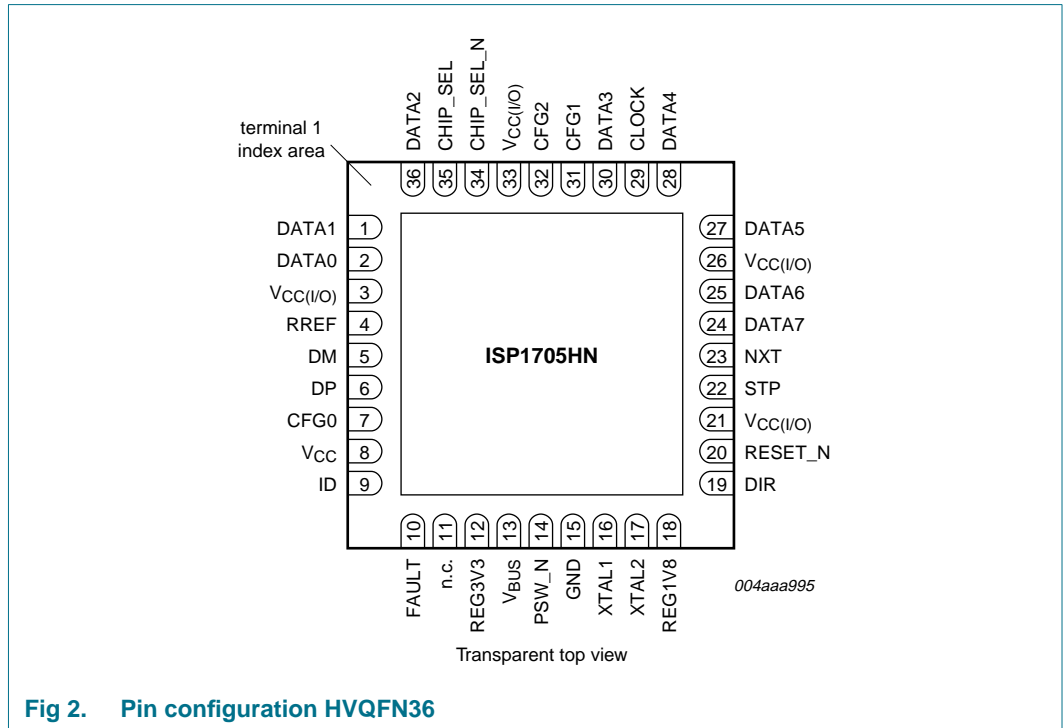 DATA2
CHIP_SEL
CHIP_SEL_N
VCC(I/O)
CFG2
CFG1
DATA3
CLOCK
DATA4
terminal 1
index area
36
35
34
33
32
31
30
29
28
DATA1 1
DATA0 2
VCC(I/O) 3
RREF 4
DM 5
DP 6
CFG0 7
VCC 8
ID 9
ISP1705HN
27 DATA5
26 VCC(I/O)
25 DATA6
24 DATA7
23 NXT
22 STP
21 VCC(I/O)
20 RESET_N
19 DIR
10
11
12
13
14
15
16
17
18
FAULT
n.c.
REG3V3
VBUS
PSW_N
GND
XTAL1
XTAL2
REG1V8
004aaa995
Transparent top view
Fig 2. Pin configuration HVQFN36